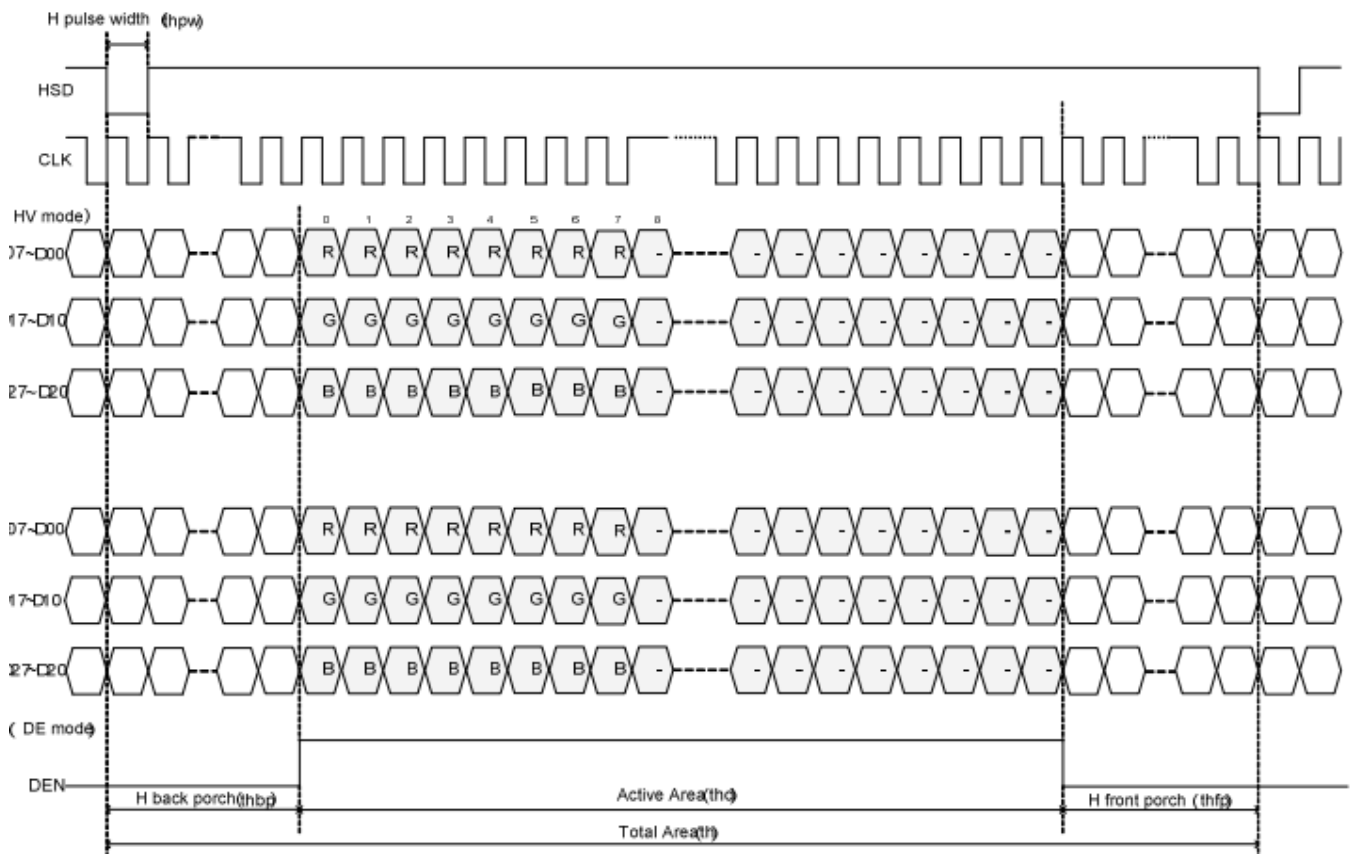 H pulse width (hpw)
HSD
CLK
HV mode)
0 1 2 3 4 5 6 7 8
07~D00 R R R R R R R R - - - - - - - - -
17~D10 G G G G G G G G - - - - - - - - -
27~D20 B B B B B B B B - - - - - - - - -
07~D00 R R R R R R R R - - - - - - - - -
17~D10 G G G G G G G G - - - - - - - - -
27~D20 B B B B B B B B - - - - - - - - -
( DE mode)
DEN
H back porch(thbp) Active Area(thd) H front porch (thfp)
Total Area(th)